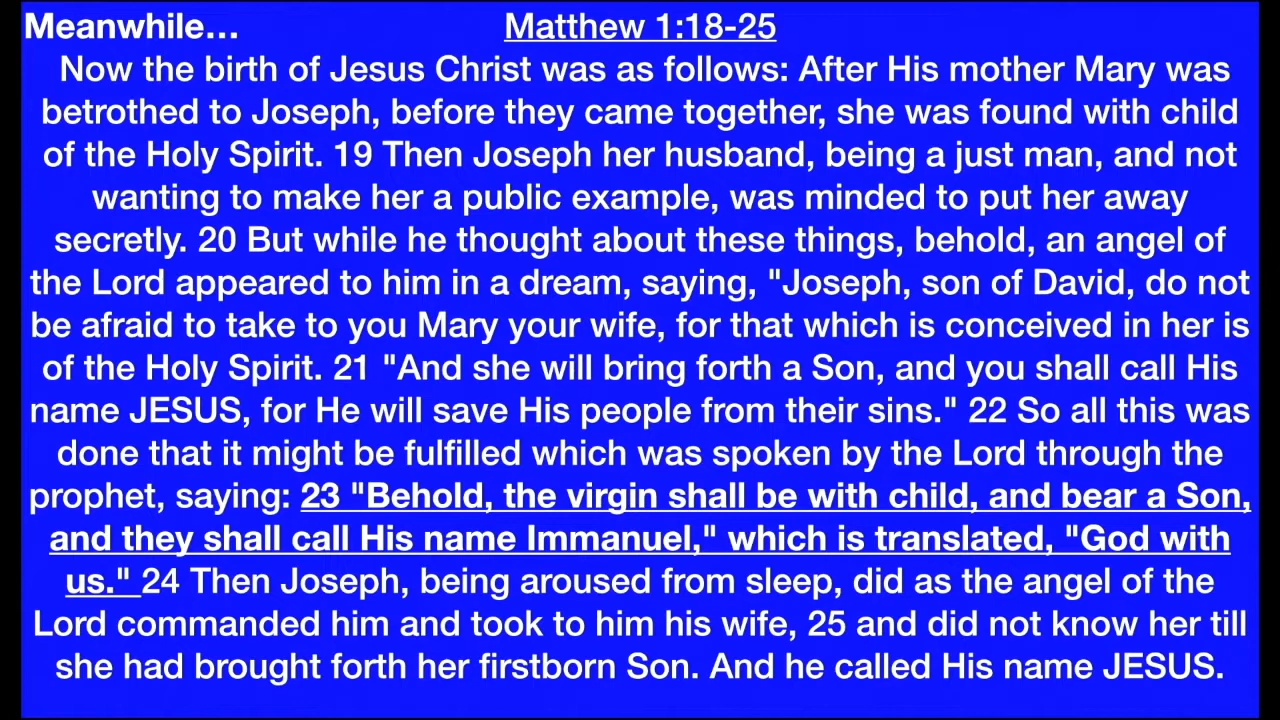 Meanwhile… Matthew 1:18-25
Now the birth of Jesus Christ was as follows: After His mother Mary was
betrothed to Joseph, before they came together, she was found with child
of the Holy Spirit. 19 Then Joseph her husband, being a just man, and not
wanting to make her a public example, was minded to put her away
secretly. 20 But while he thought about these things, behold, an angel of
the Lord appeared to him in a dream, saying, "Joseph, son of David, do not
be afraid to take to you Mary your wife, for that which is conceived in her is
of the Holy Spirit. 21 "And she will bring forth a Son, and you shall call His
name JESUS, for He will save His people from their sins." 22 So all this was
done that it might be fulfilled which was spoken by the Lord through the
prophet, saying: 23 "Behold, the virgin shall be with child, and bear a Son,
and they shall call His name Immanuel," which is translated, "God with
us." 24 Then Joseph, being aroused from sleep, did as the angel of the
Lord commanded him and took to him his wife, 25 and did not know her till
she had brought forth her firstborn Son. And he called His name JESUS.